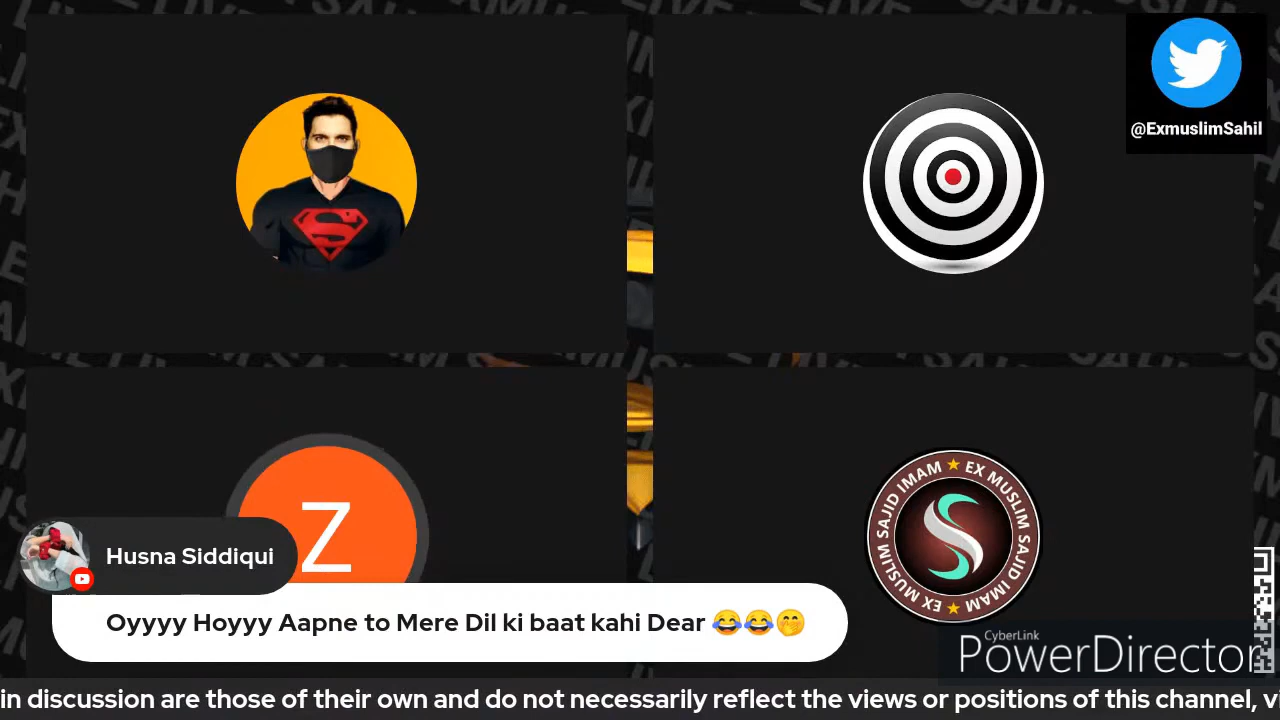 @ExmuslimSahil
Z
EX MUSLIM SAJID IMAM ★ EX MUSLIM SAJID IMAM ★
S
Husna Siddiqui
Oyyyy Hoyyy Aapne to Mere Dil ki baat kahi Dear 😂😂🤭
CyberLink
PowerDirector
in discussion are those of their own and do not necessarily reflect the views or positions of this channel, v